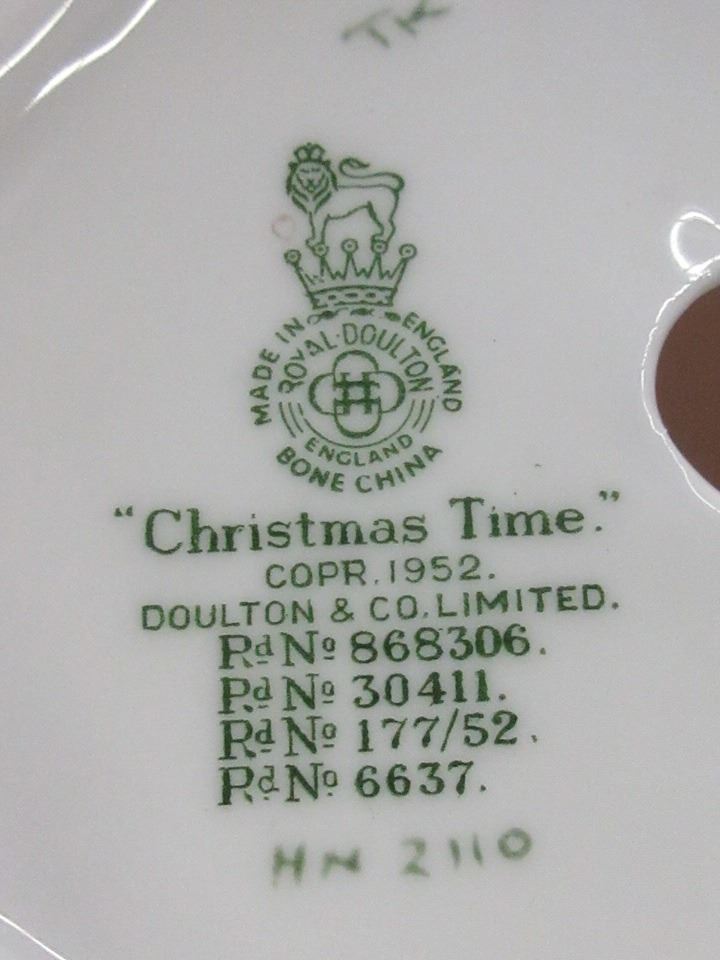 TK
MADE IN ENGLAND
ROYAL·DOULTON
ENGLAND
BONE CHINA
“Christmas Time.”
COPR.1952.
DOULTON & CO.LIMITED.
Rd No 868306.
Rd No 30411.
Rd No 177/52.
Rd No 6637.
HN 2110